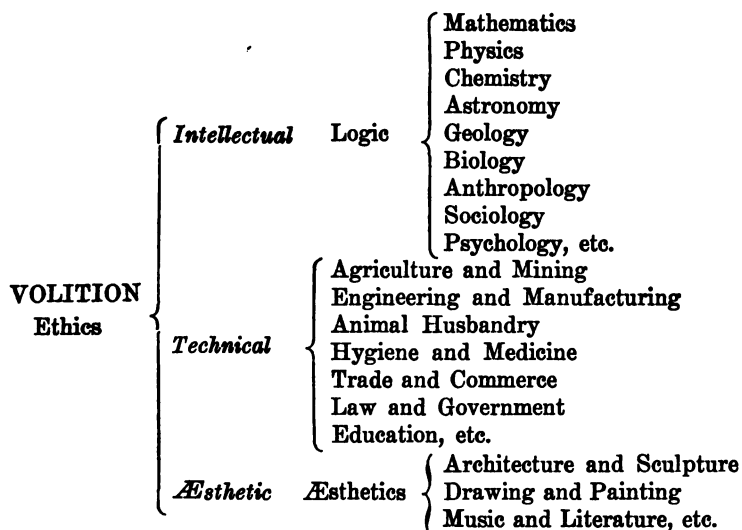 Mathematics
Physics
Chemistry
Astronomy
Intellectual Logic Geology
Biology
Anthropology
Sociology
Psychology, etc.
Agriculture and Mining
VOLITION Engineering and Manufacturing
Ethics Animal Husbandry
Technical Hygiene and Medicine
Trade and Commerce
Law and Government
Education, etc.
Architecture and Sculpture
Æsthetic Æsthetics Drawing and Painting
Music and Literature, etc.